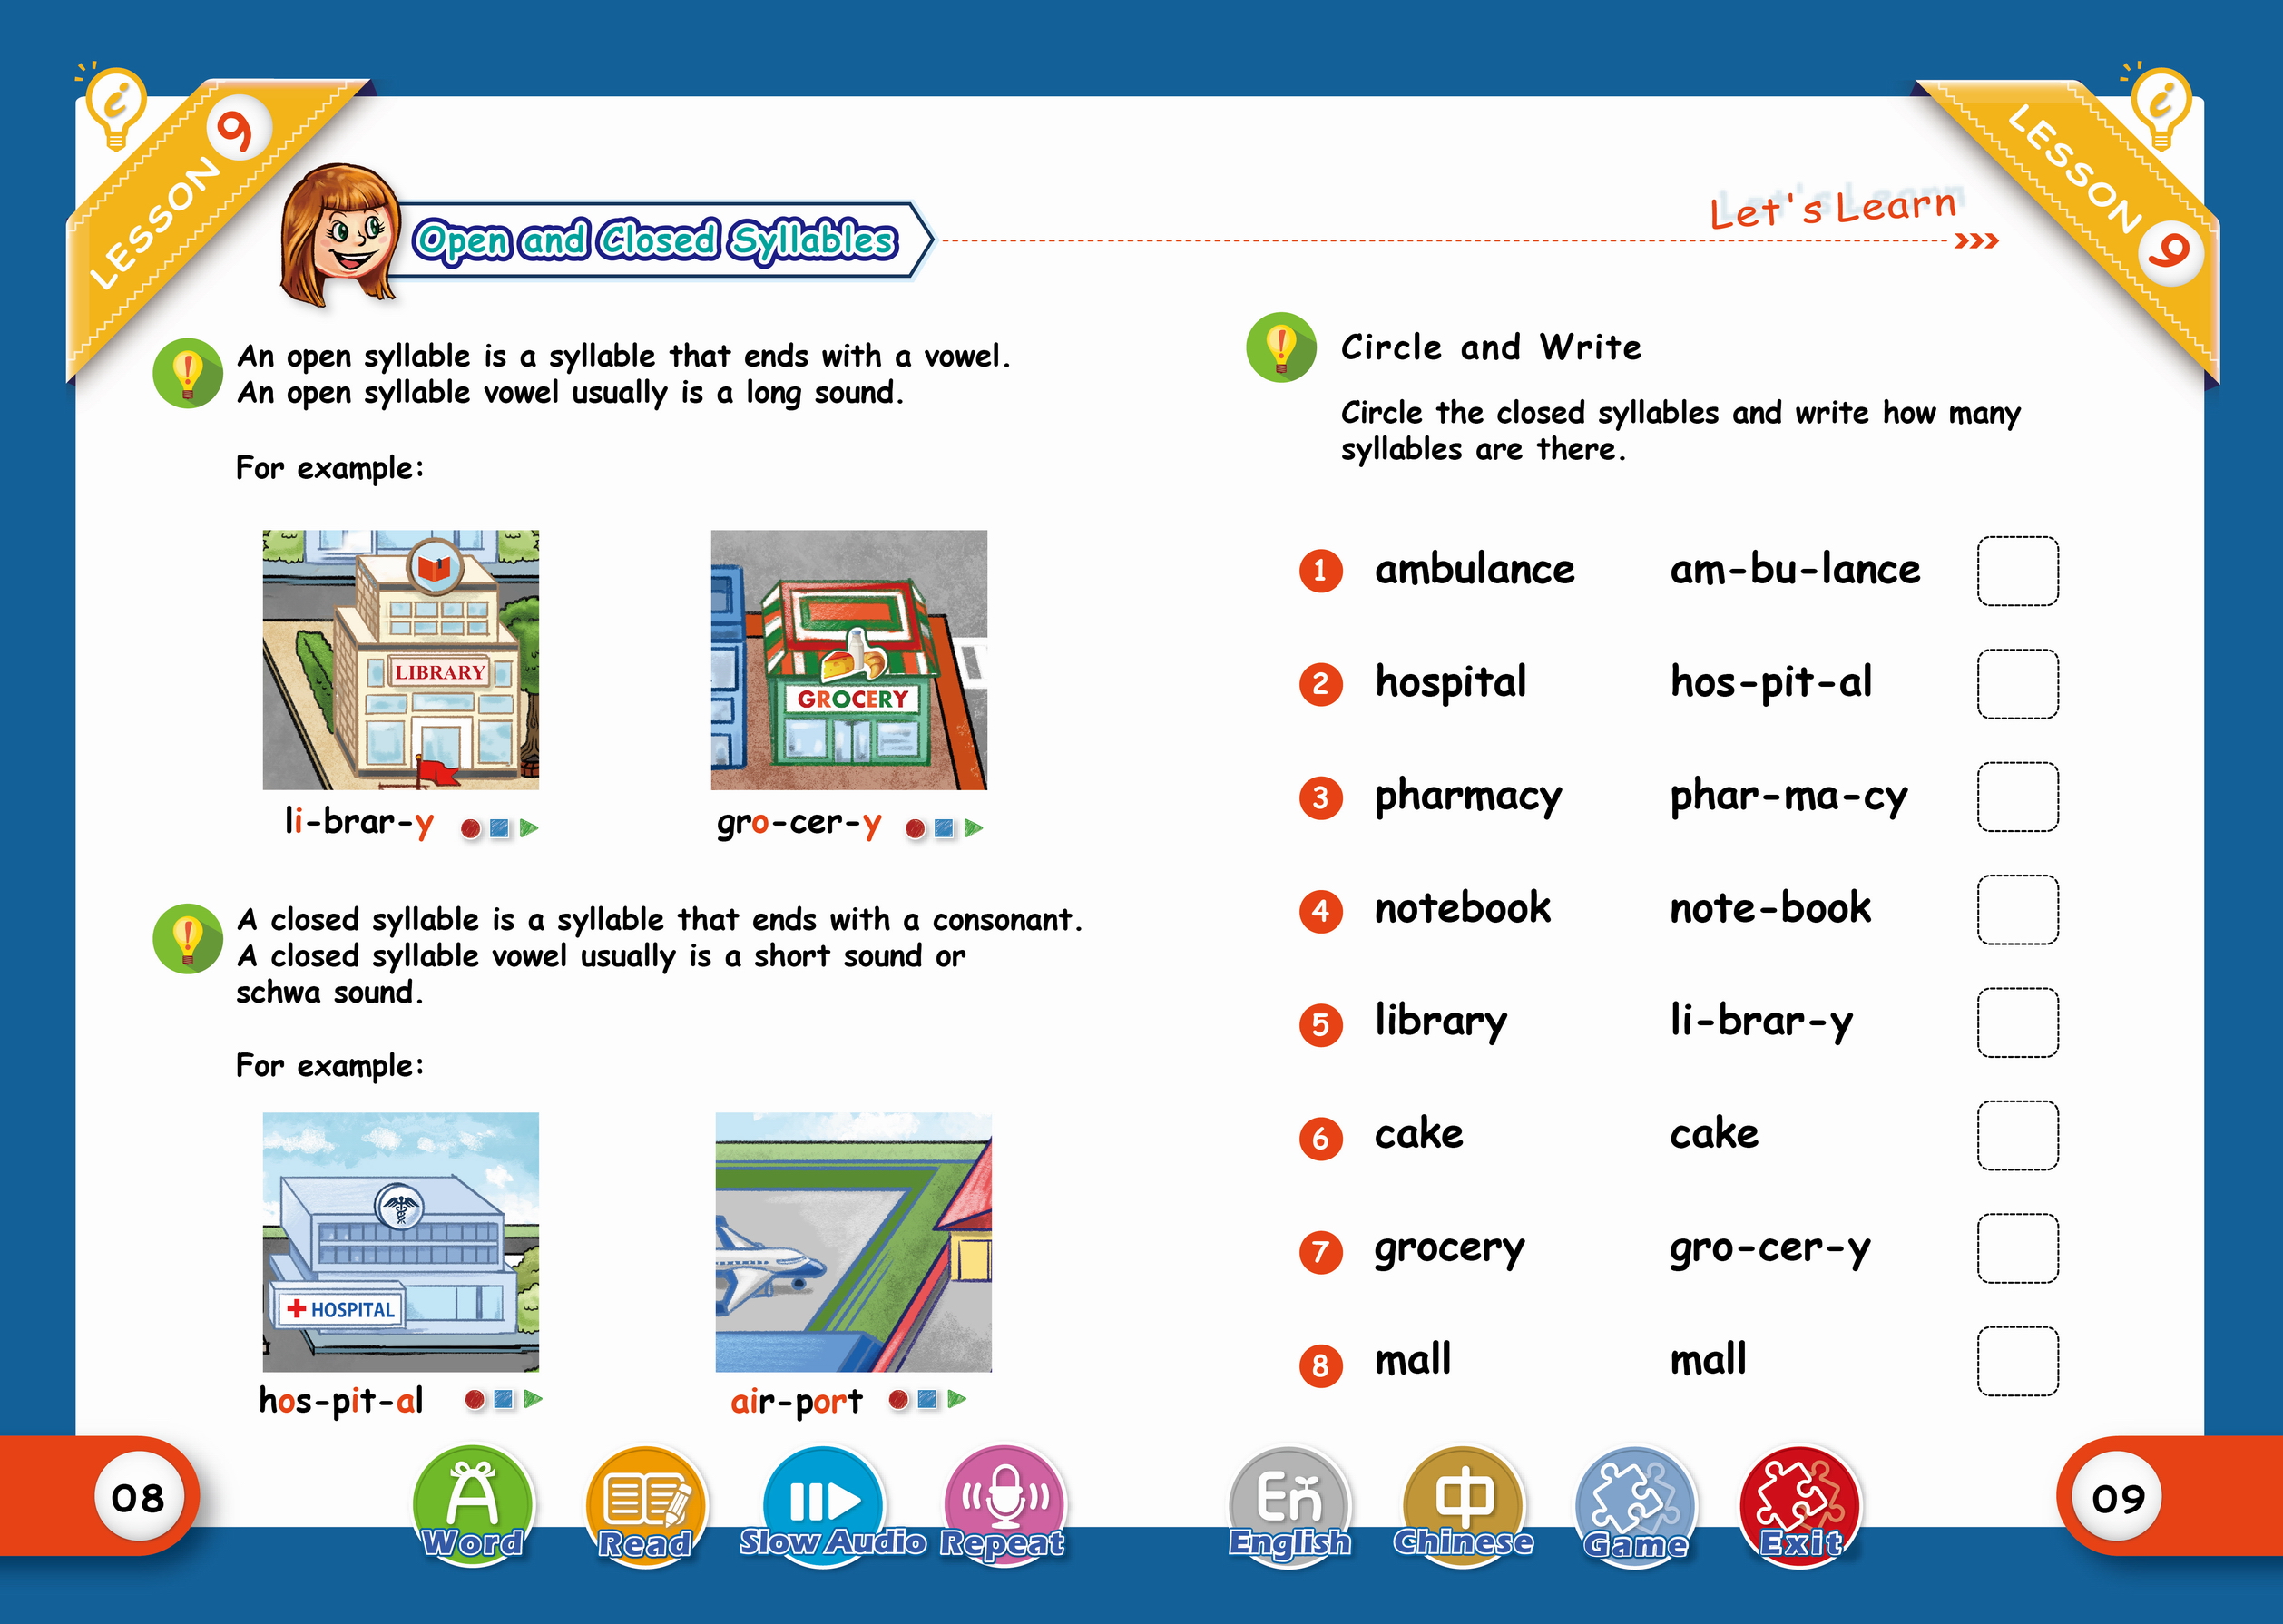 LESSON 9
LESSON 9
Open and Closed Syllables
Let's Learn
An open syllable is a syllable that ends with a vowel.
An open syllable vowel usually is a long sound.
For example:
LIBRARY
GROCERY
li-brar-y
gro-cer-y
A closed syllable is a syllable that ends with a consonant.
A closed syllable vowel usually is a short sound or
schwa sound.
For example:
HOSPITAL
hos-pit-al
air-port
Circle and Write
Circle the closed syllables and write how many
syllables are there.
1 ambulance am-bu-lance
2 hospital hos-pit-al
3 pharmacy phar-ma-cy
4 notebook note-book
5 library li-brar-y
6 cake cake
7 grocery gro-cer-y
8 mall mall
08
Word
Read
Slow Audio
Repeat
En
English
中
Chinese
Game
Exit
09